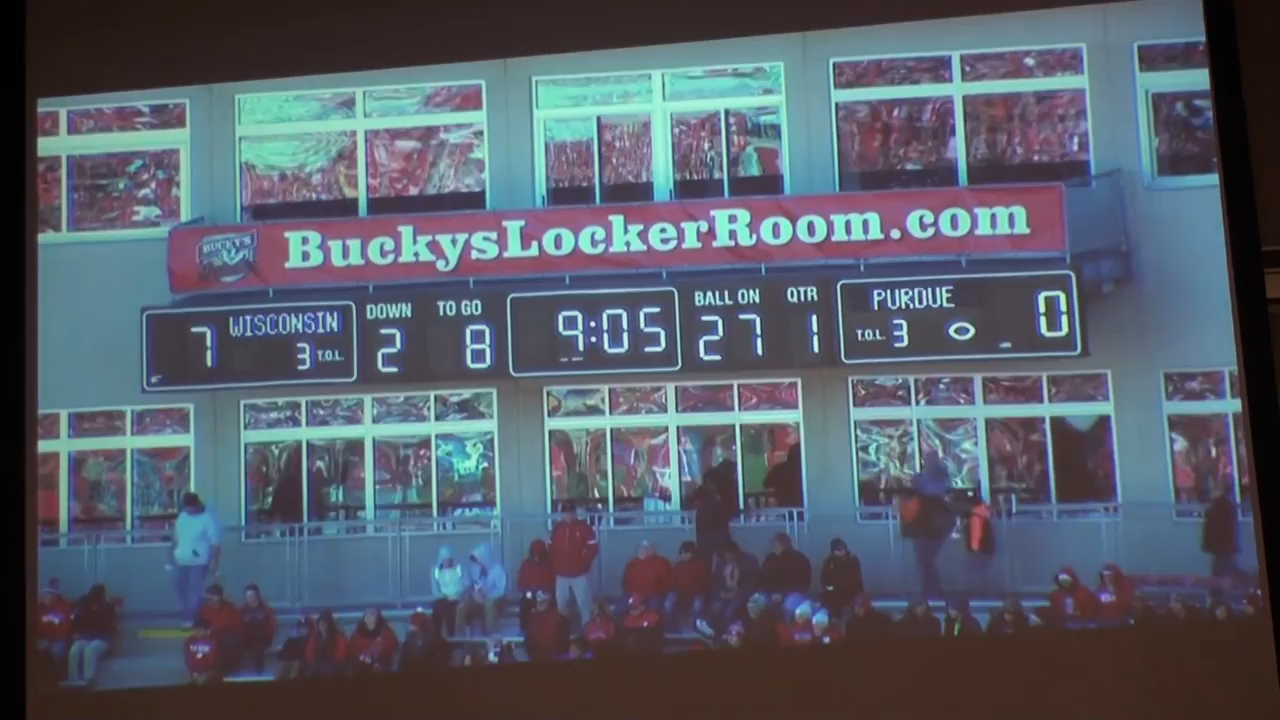 BUCKY'S
BuckysLockerRoom.com
7 WISCONSIN 3 T.O.L.
DOWN 2
TO GO 8
9:05
BALL ON 27
QTR 1
PURDUE 0
T.O.L. 3